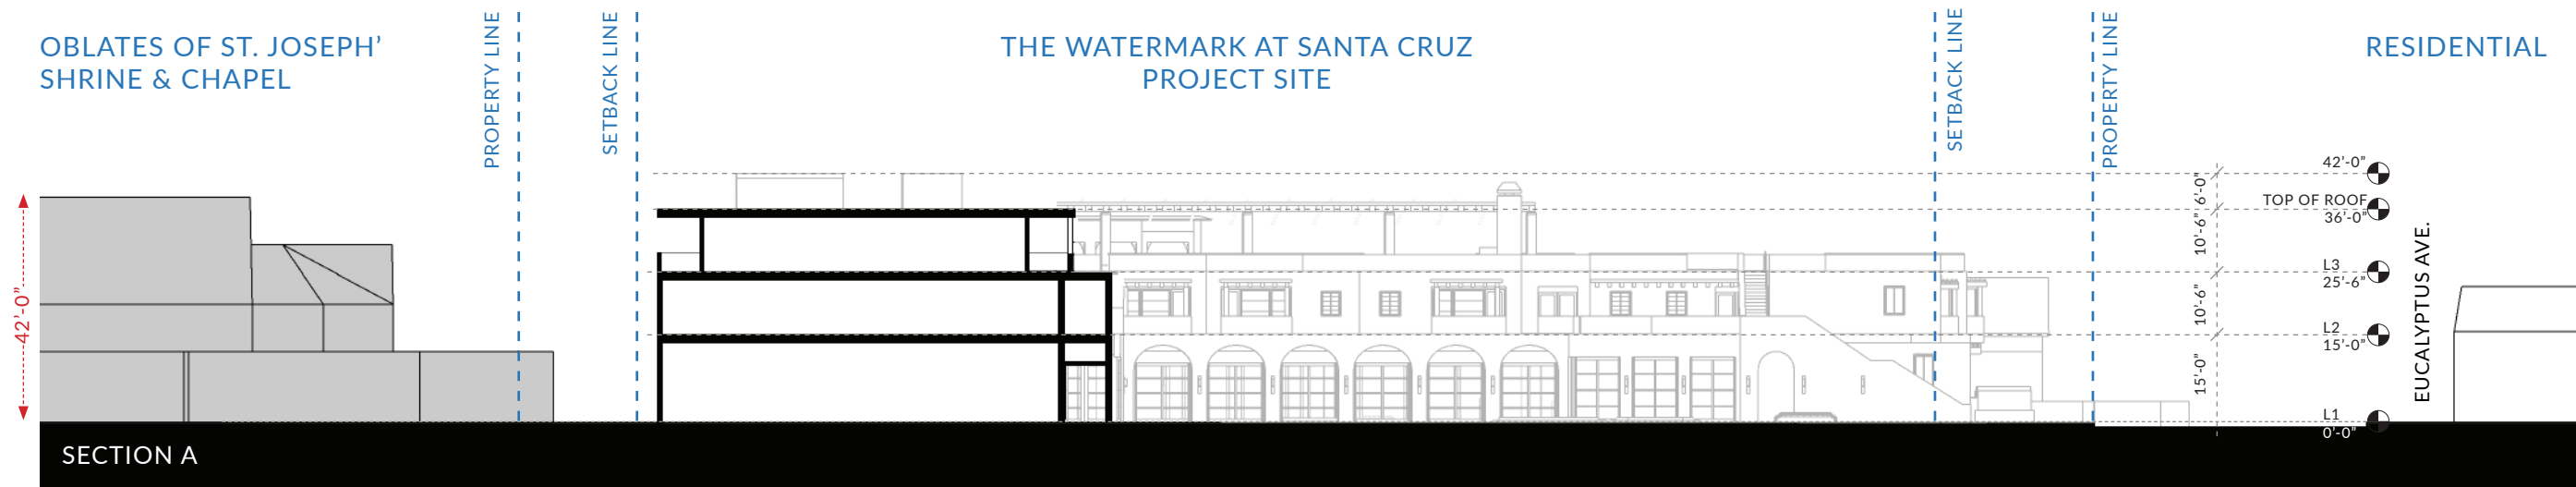 OBLATES OF ST. JOSEPH'
SHRINE & CHAPEL
PROPERTY LINE
SETBACK LINE
THE WATERMARK AT SANTA CRUZ
PROJECT SITE
SETBACK LINE
PROPERTY LINE
RESIDENTIAL
42'-0"
42'-0"
6'-0"
TOP OF ROOF
36'-0"
10'-6"
L3
25'-6"
10'-6"
L2
15'-0"
15'-0"
L1
0'-0"
EUCALYPTUS AVE.
SECTION A